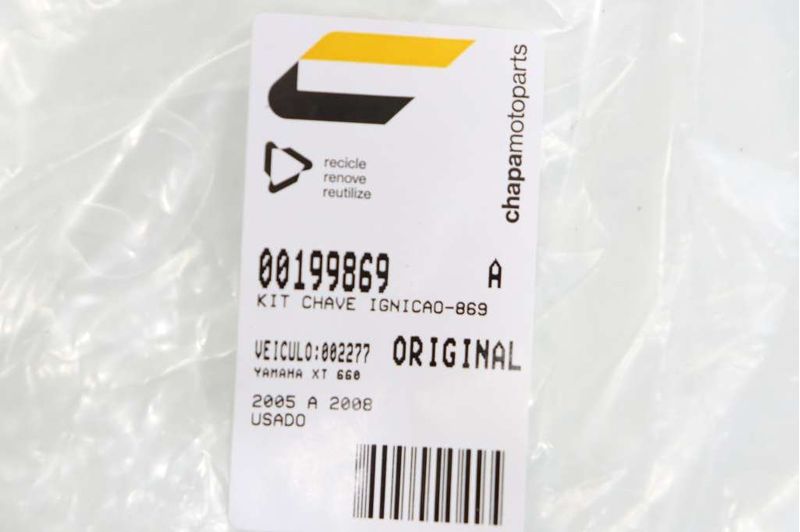 chapamotoparts
recicle
renove
reutilize
00199869 A
KIT CHAVE IGNICAO-869
VEICULO:002277 ORIGINAL
YAMAHA XT 660
2005 A 2008
USADO